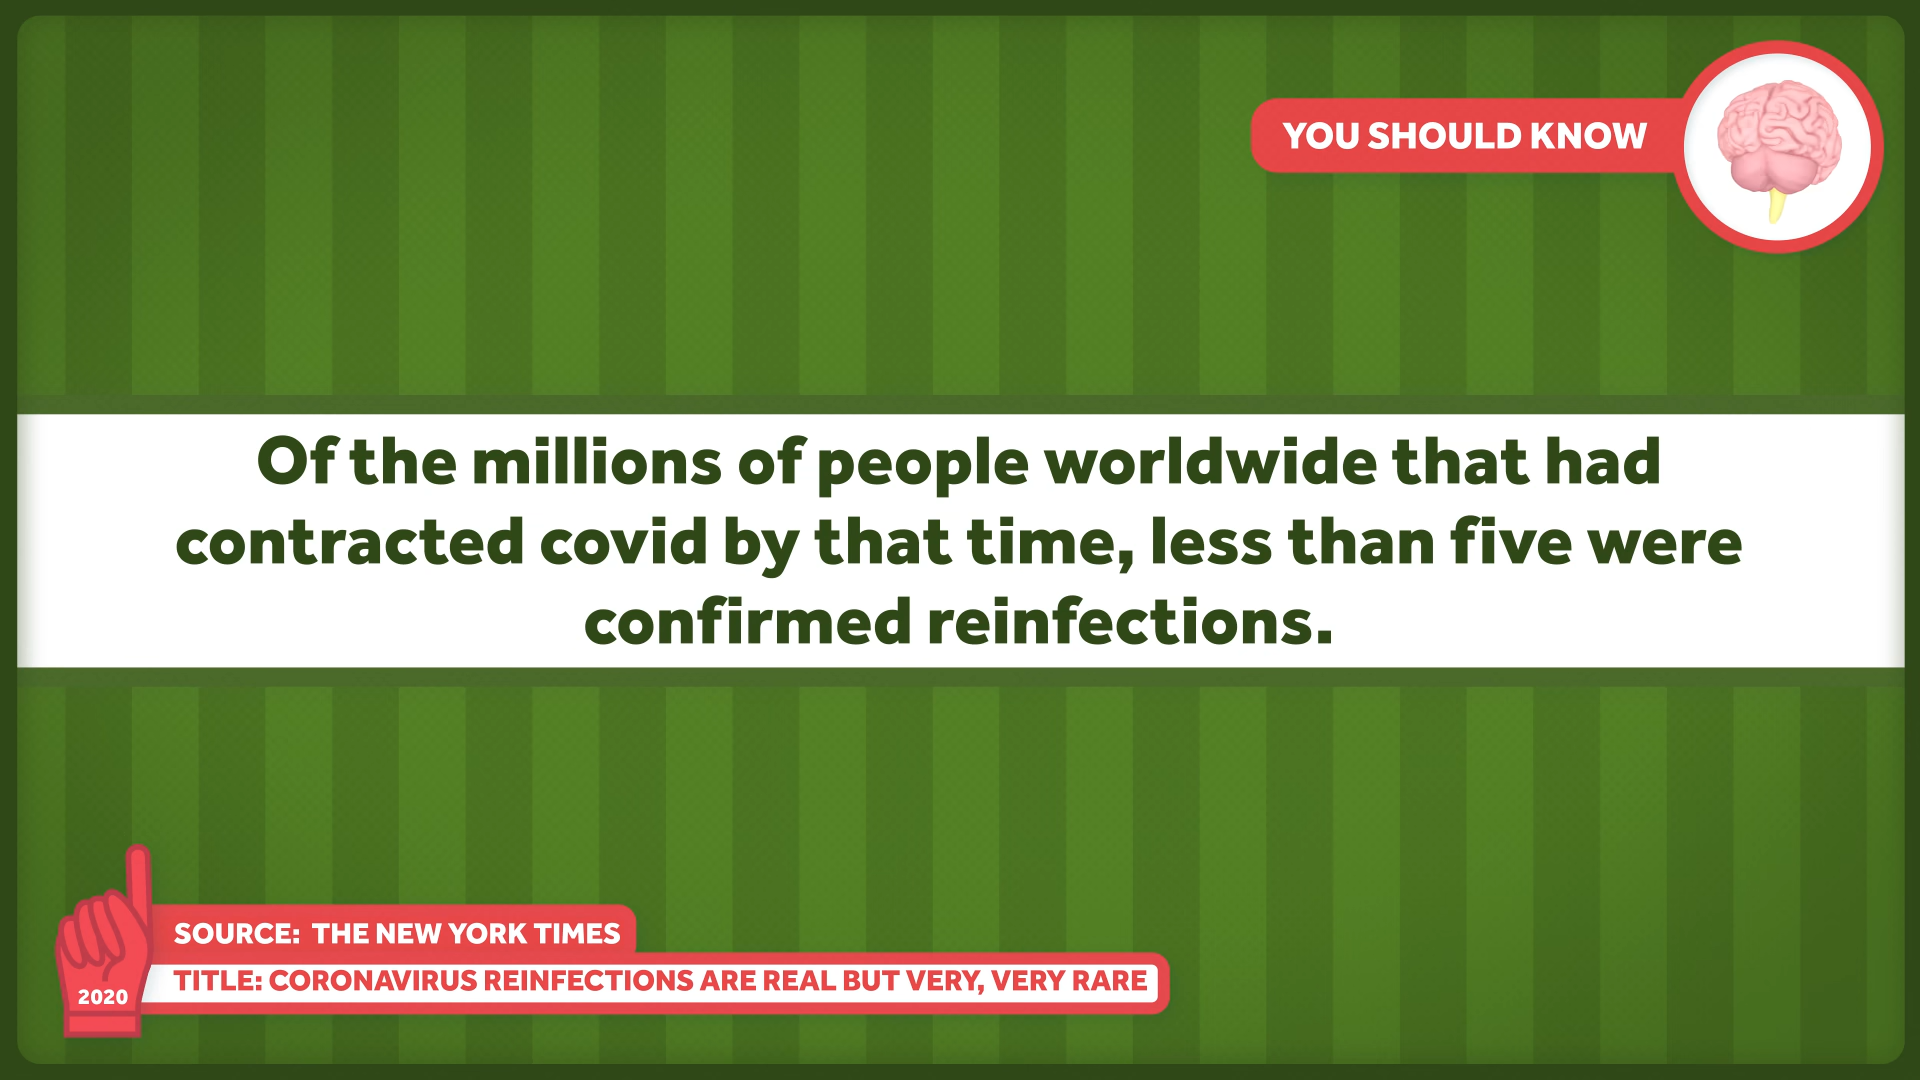 YOU SHOULD KNOW
Of the millions of people worldwide that had
contracted covid by that time, less than five were
confirmed reinfections.
SOURCE: THE NEW YORK TIMES
TITLE: CORONAVIRUS REINFECTIONS ARE REAL BUT VERY, VERY RARE
2020